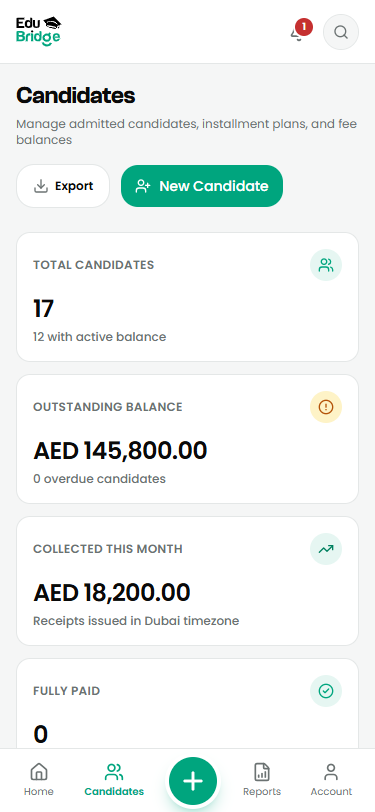 Edu
Bridge
1
Candidates
Manage admitted candidates, installment plans, and fee
balances
Export
New Candidate
TOTAL CANDIDATES
17
12 with active balance
OUTSTANDING BALANCE
AED 145,800.00
0 overdue candidates
COLLECTED THIS MONTH
AED 18,200.00
Receipts issued in Dubai timezone
FULLY PAID
0
Home
Candidates
Reports
Account